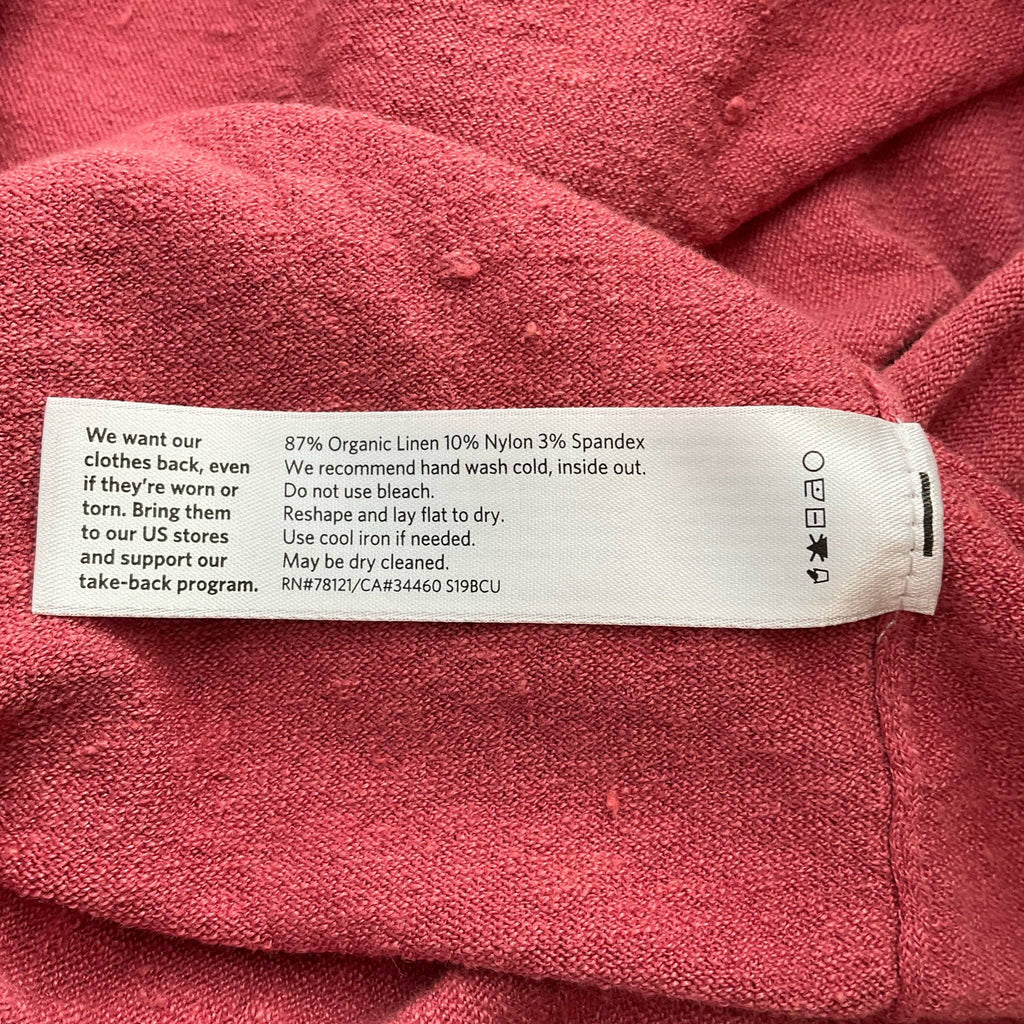 We want our
clothes back, even
if they're worn or
torn. Bring them
to our US stores
and support our
take-back program.
87% Organic Linen 10% Nylon 3% Spandex
We recommend hand wash cold, inside out.
Do not use bleach.
Reshape and lay flat to dry.
Use cool iron if needed.
May be dry cleaned.
RN#78121/CA#34460 S19BCU